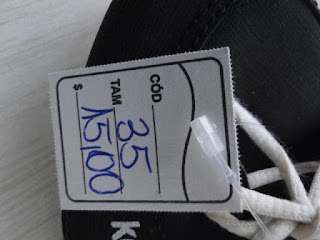 CÓD
TAM 35
$ 15,00
K